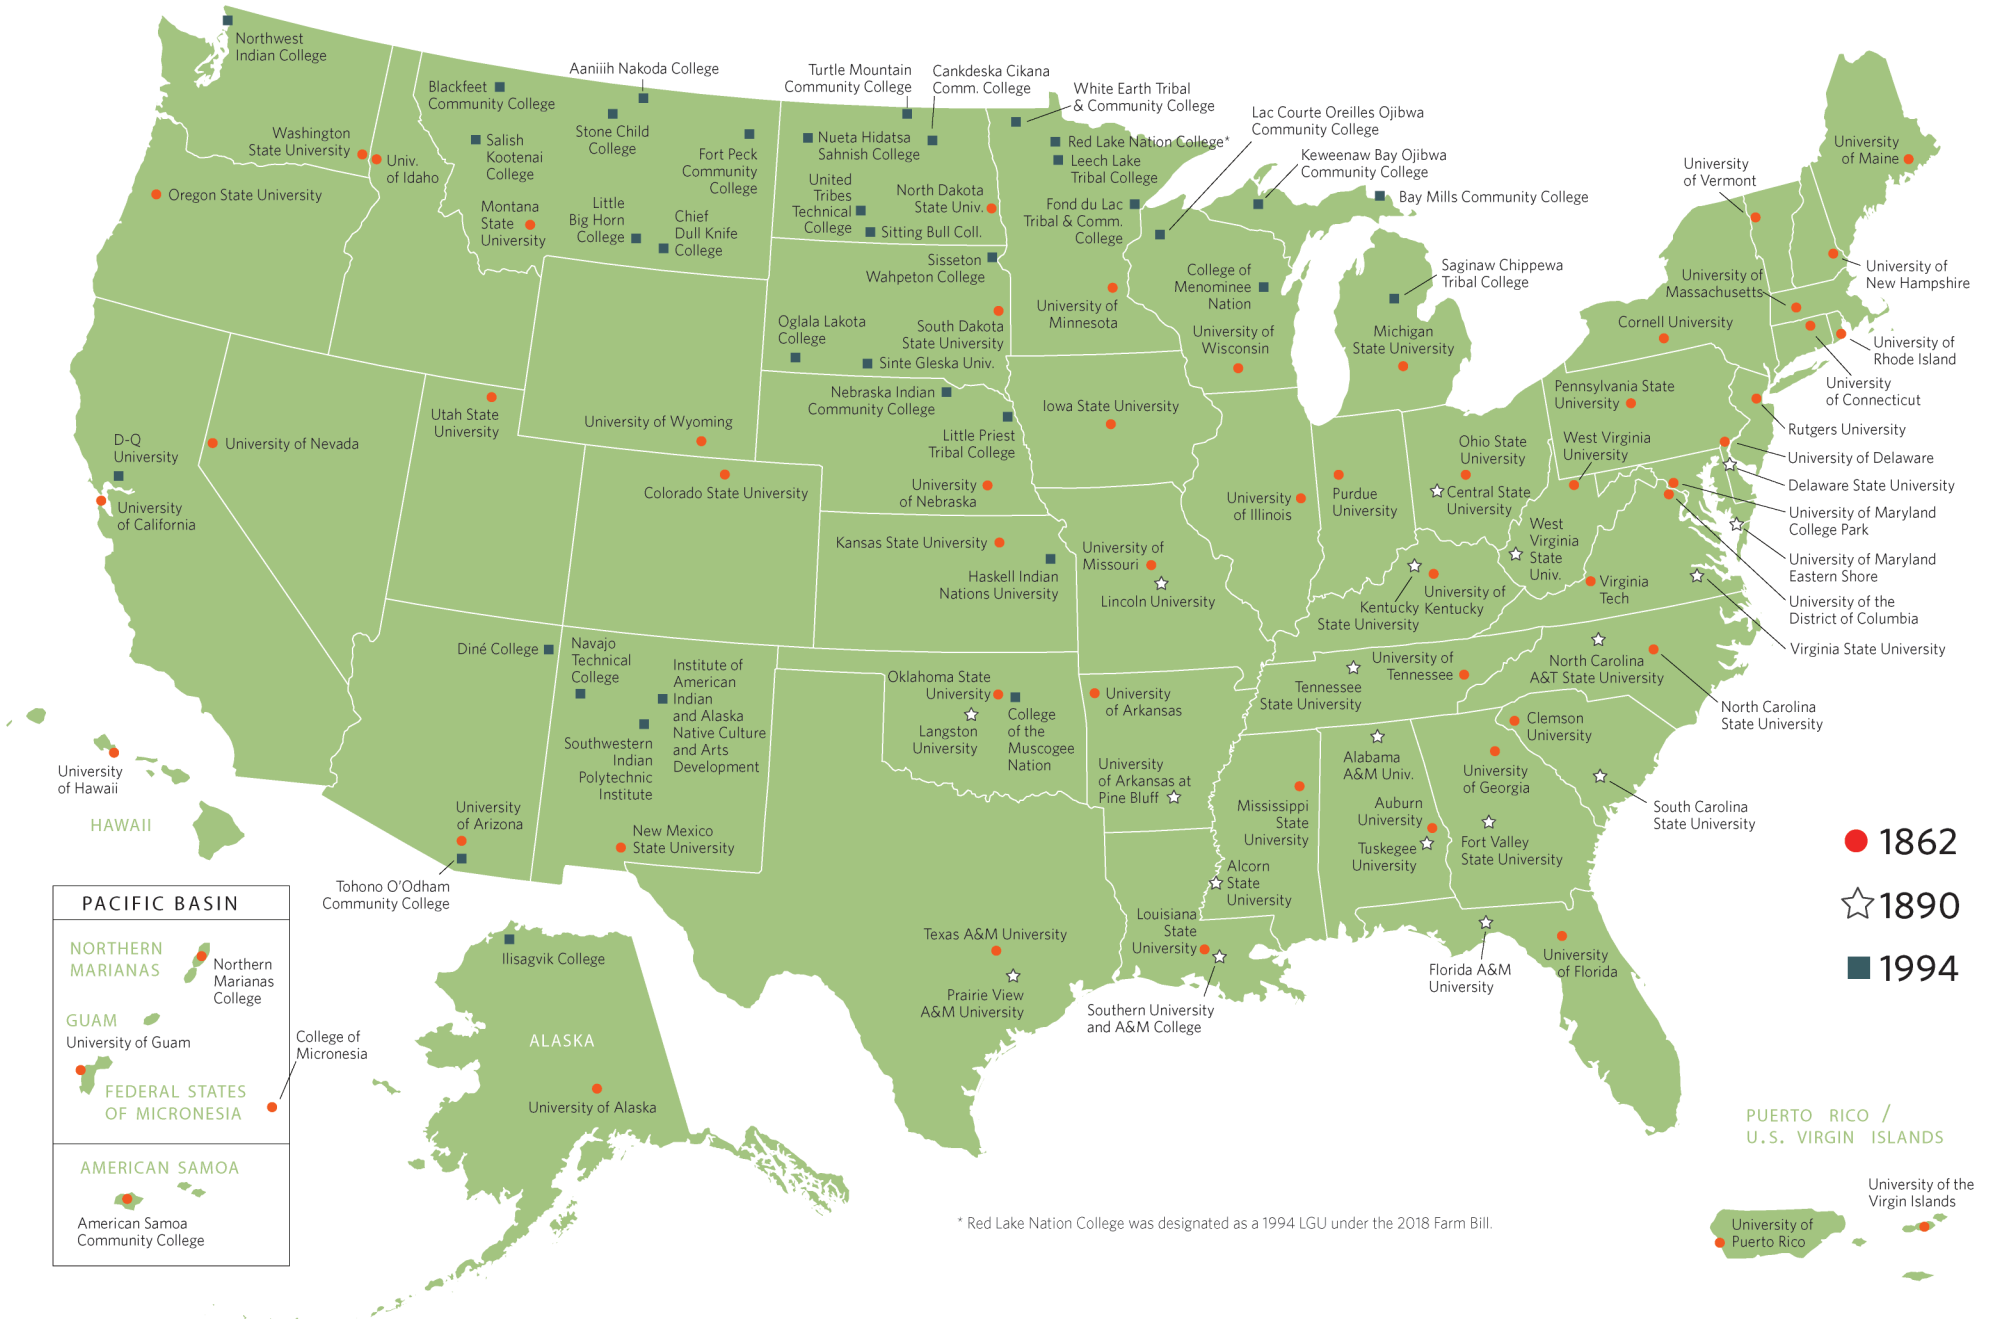 Northwest
Indian College
Washington
State University
Univ.
of Idaho
Oregon State University
Blackfeet
Community College
Aaniiih Nakoda College
Salish
Kootenai
College
Stone Child
College
Fort Peck
Community
College
Montana
State
University
Little
Big Horn
College
Chief
Dull Knife
College
Turtle Mountain
Community College
Cankdeska Cikana
Comm. College
Nueta Hidatsa
Sahnish College
United
Tribes
Technical
College
North Dakota
State Univ.
Sitting Bull Coll.
Sisseton
Wahpeton College
Oglala Lakota
College
South Dakota
State University
Sinte Gleska Univ.
White Earth Tribal
& Community College
Red Lake Nation College*
Leech Lake
Tribal College
Fond du Lac
Tribal & Comm.
College
University of
Minnesota
Lac Courte Oreilles Ojibwa
Community College
Keweenaw Bay Ojibwa
Community College
Bay Mills Community College
College of
Menominee
Nation
University of
Wisconsin
Saginaw Chippewa
Tribal College
Michigan
State University
University
of Maine
University
of Vermont
University of
New Hampshire
University of
Massachusetts
Cornell University
University of
Rhode Island
University
of Connecticut
Pennsylvania State
University
Rutgers University
University of Delaware
Delaware State University
University of Maryland
College Park
University of Maryland
Eastern Shore
University of the
District of Columbia
Virginia State University
West Virginia
University
West
Virginia
State
Univ.
Virginia
Tech
Ohio State
University
Central State
University
Purdue
University
University
of Illinois
Iowa State University
Nebraska Indian
Community College
Little Priest
Tribal College
University
of Nebraska
University of Wyoming
Colorado State University
Utah State
University
University of Nevada
D-Q
University
University
of California
Kansas State University
Haskell Indian
Nations University
University of
Missouri
Lincoln University
Kentucky
State University
University of
Kentucky
University of
Tennessee
Tennessee
State University
North Carolina
A&T State University
North Carolina
State University
Clemson
University
South Carolina
State University
University
of Georgia
Fort Valley
State University
Alabama
A&M Univ.
Auburn
University
Tuskegee
University
Mississippi
State
University
Alcorn
State
University
University
of Arkansas
University
of Arkansas at
Pine Bluff
Oklahoma State
University
Langston
University
College
of the
Muscogee
Nation
Diné College
Navajo
Technical
College
Institute of
American
Indian
and Alaska
Native Culture
and Arts
Development
Southwestern
Indian
Polytechnic
Institute
New Mexico
State University
University
of Arizona
Tohono O'Odham
Community College
Texas A&M University
Prairie View
A&M University
Louisiana
State
University
Southern University
and A&M College
Florida A&M
University
University
of Florida
University
of Hawaii
HAWAII
1862
1890
1994
PACIFIC BASIN
NORTHERN
MARIANAS
Northern
Marianas
College
GUAM
University of Guam
FEDERAL STATES
OF MICRONESIA
College of
Micronesia
AMERICAN SAMOA
American Samoa
Community College
Ilisagvik College
ALASKA
University of Alaska
PUERTO RICO /
U.S. VIRGIN ISLANDS
University of the
Virgin Islands
University of
Puerto Rico
* Red Lake Nation College was designated as a 1994 LGU under the 2018 Farm Bill.